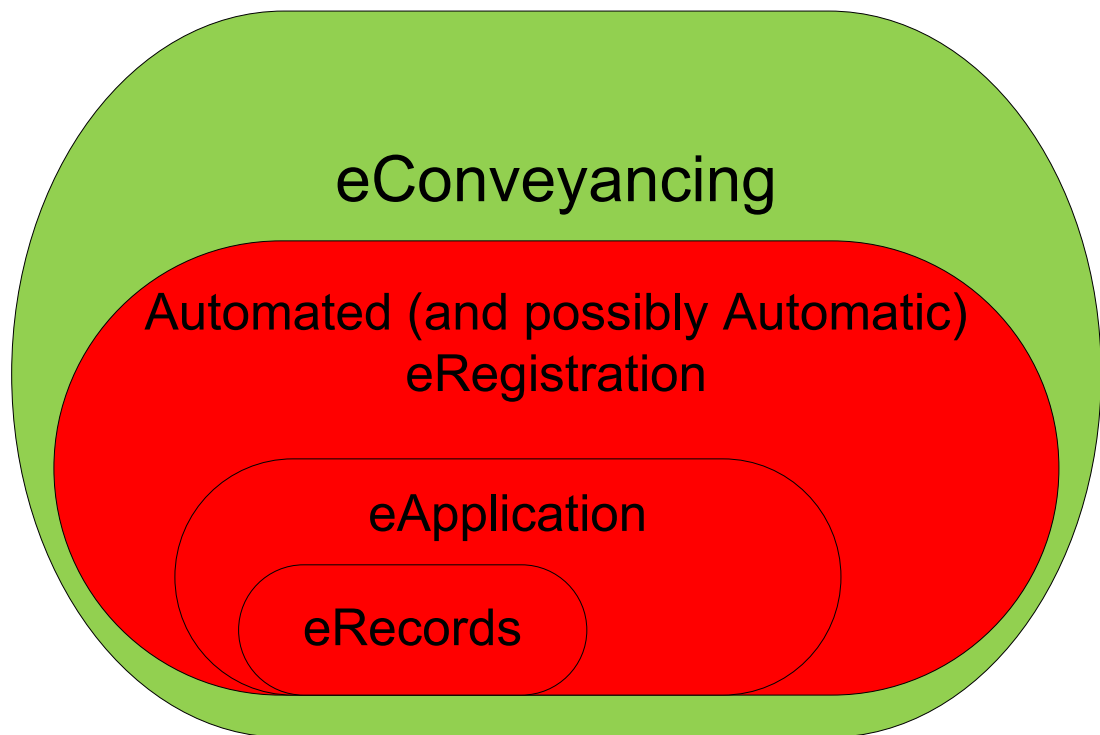 eConveyancing
Automated (and possibly Automatic)
eRegistration
eApplication
eRecords